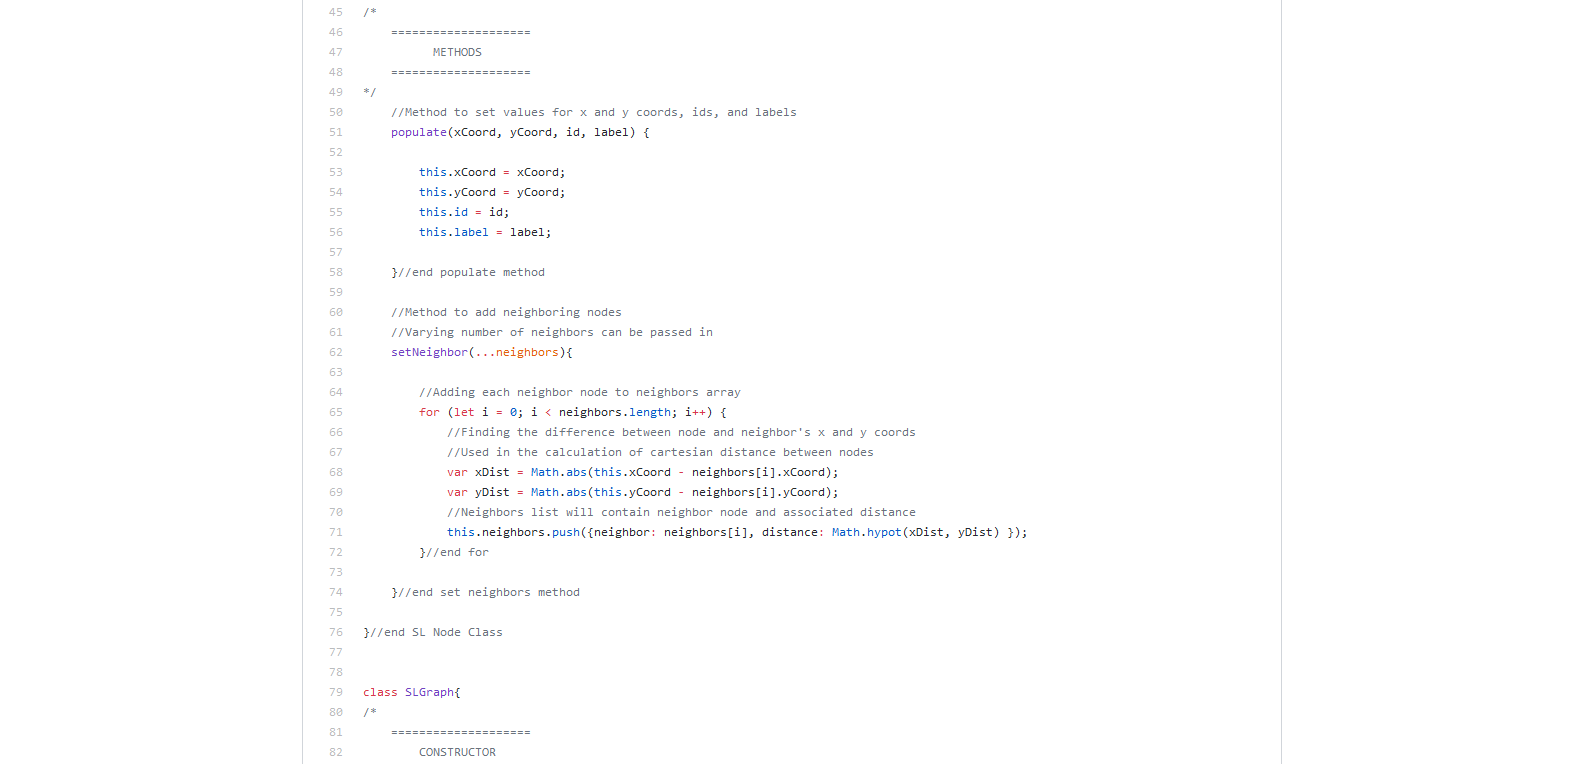 45 /*
46 ====================
47 METHODS
48 ====================
49 */
50 //Method to set values for x and y coords, ids, and labels
51 populate(xCoord, yCoord, id, label) {
52
53 this.xCoord = xCoord;
54 this.yCoord = yCoord;
55 this.id = id;
56 this.label = label;
57
58 }//end populate method
59
60 //Method to add neighboring nodes
61 //Varying number of neighbors can be passed in
62 setNeighbor(...neighbors){
63
64 //Adding each neighbor node to neighbors array
65 for (let i = 0; i < neighbors.length; i++) {
66 //Finding the difference between node and neighbor's x and y coords
67 //Used in the calculation of cartesian distance between nodes
68 var xDist = Math.abs(this.xCoord - neighbors[i].xCoord);
69 var yDist = Math.abs(this.yCoord - neighbors[i].yCoord);
70 //Neighbors list will contain neighbor node and associated distance
71 this.neighbors.push({neighbor: neighbors[i], distance: Math.hypot(xDist, yDist) });
72 }//end for
73
74 }//end set neighbors method
75
76 }//end SL Node Class
77
78
79 class SLGraph{
80 /*
81 ====================
82 CONSTRUCTOR